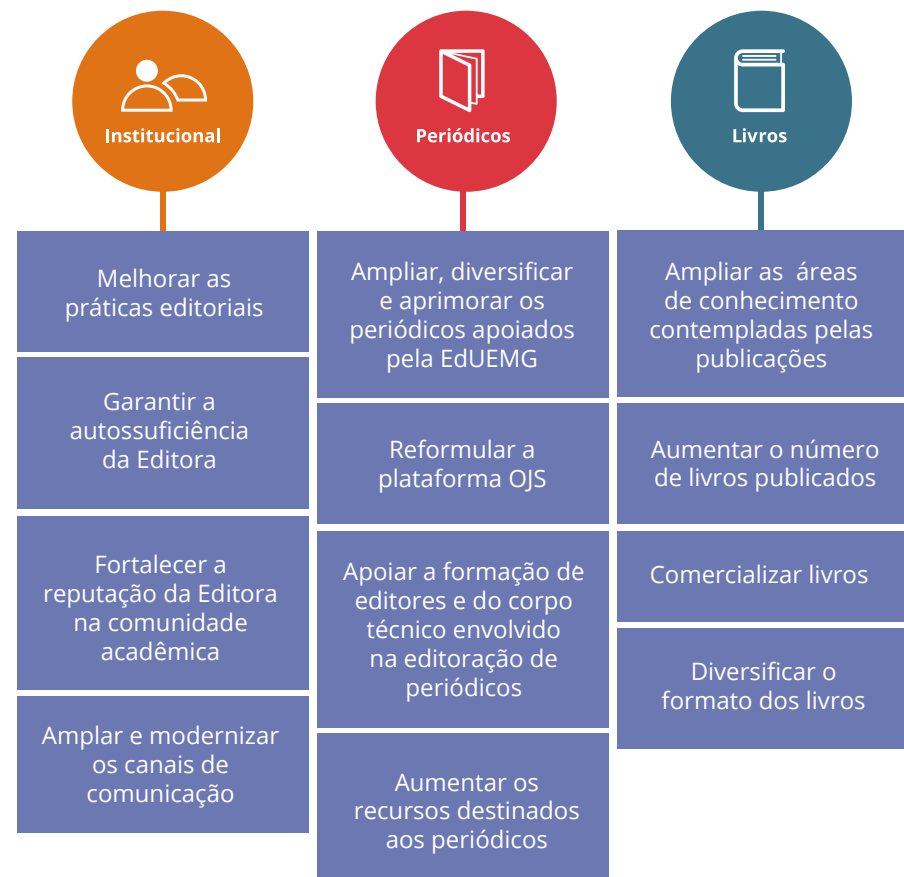 Institucional
Melhorar as
práticas editoriais
Garantir a
autossuficiência
da Editora
Fortalecer a
reputação da Editora
na comunidade
acadêmica
Amplar e modernizar
os canais de
comunicação
Periódicos
Ampliar, diversificar
e aprimorar os
periódicos apoiados
pela EdUEMG
Reformular a
plataforma OJS
Apoiar a formação de
editores e do corpo
técnico envolvido
na editoração de
periódicos
Aumentar os
recursos destinados
aos periódicos
Livros
Ampliar as áreas
de conhecimento
contempladas pelas
publicações
Aumentar o número
de livros publicados
Comercializar livros
Diversificar o
formato dos livros